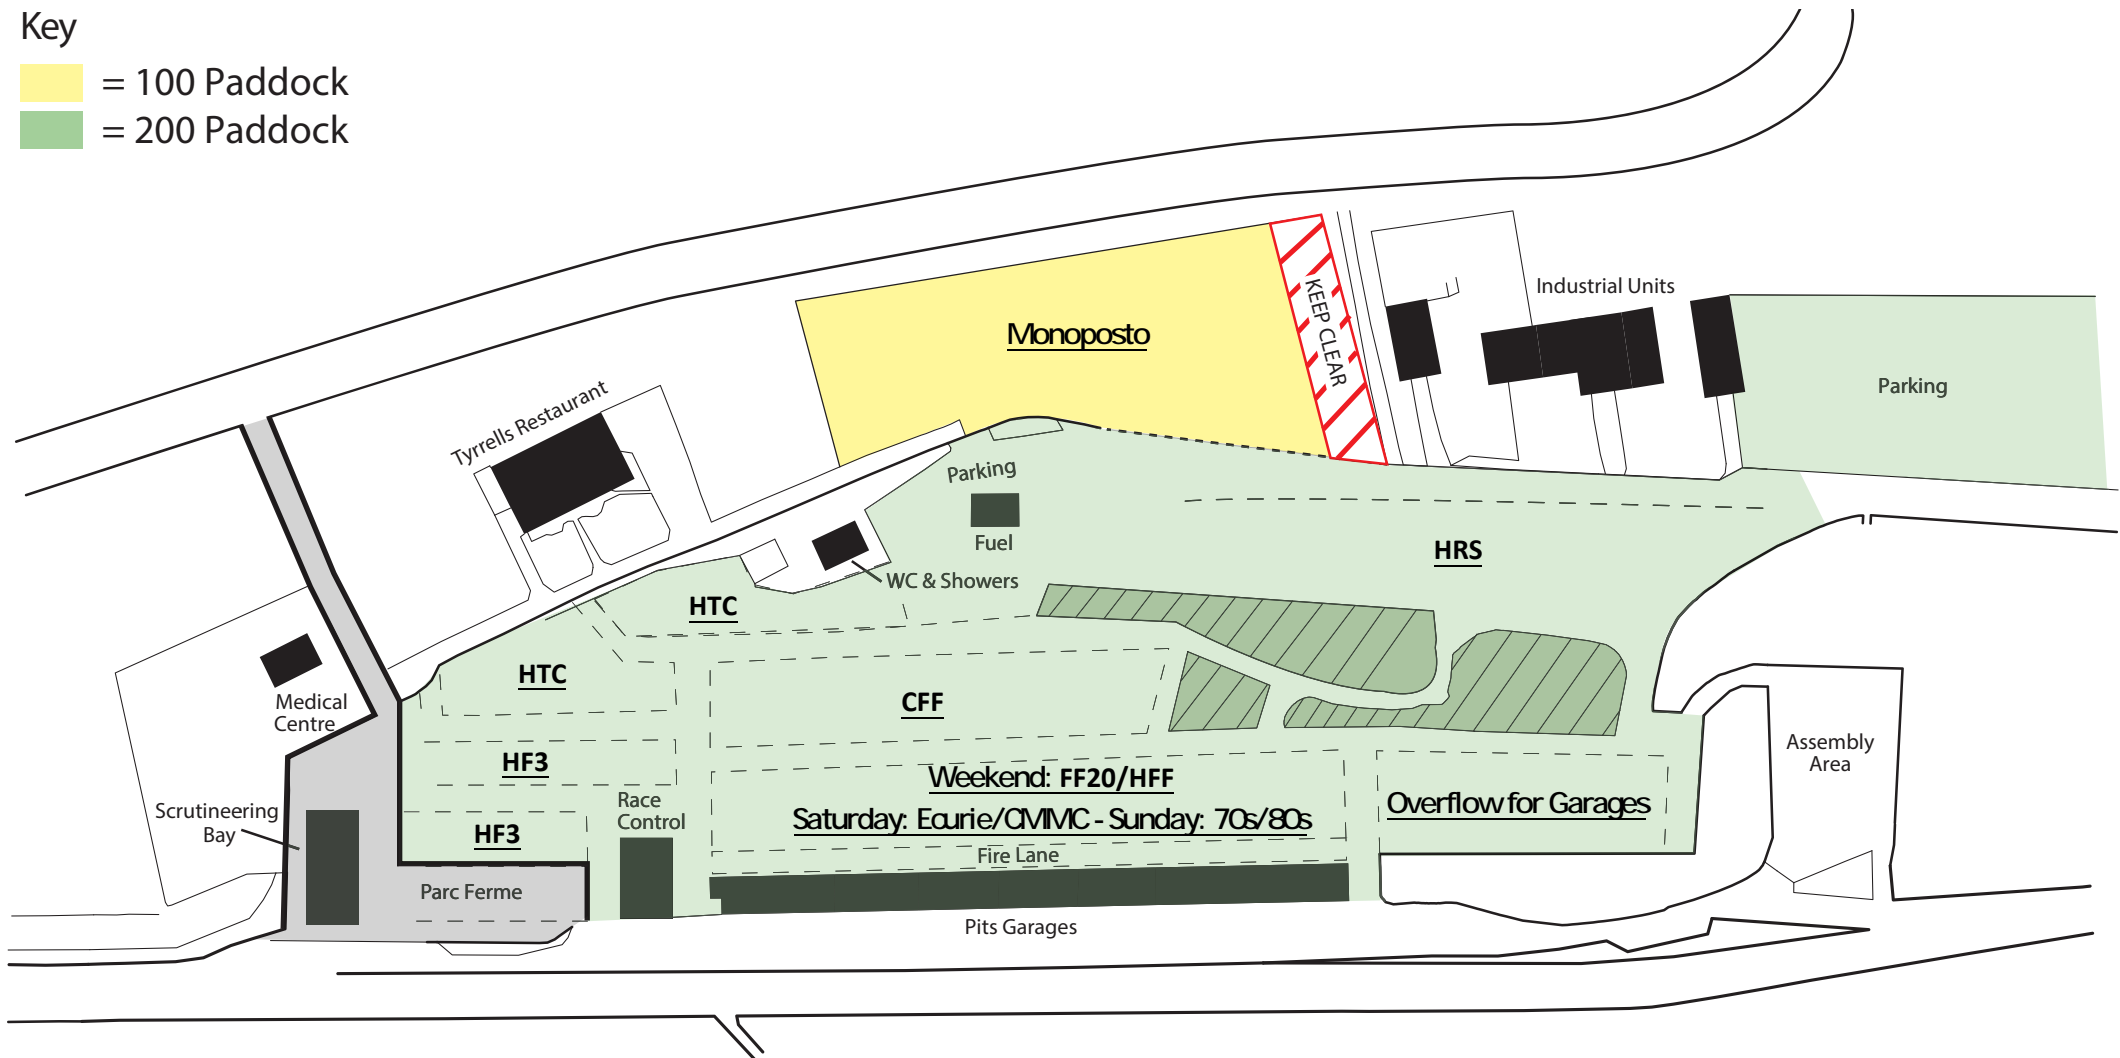 Key
= 100 Paddock
= 200 Paddock
Industrial Units
KEEP CLEAR
Monoposto
Parking
Tyrrells Restaurant
Parking
Fuel
HRS
WC & Showers
HTC
HTC
CFF
Medical
Centre
Assembly
Area
HF3
Weekend: FF20/HFF
Saturday: Ecurie/CMMC - Sunday: 70s/80s
Overflow for Garages
Race
Control
Scrutineering
Bay
HF3
Fire Lane
Parc Ferme
Pits Garages